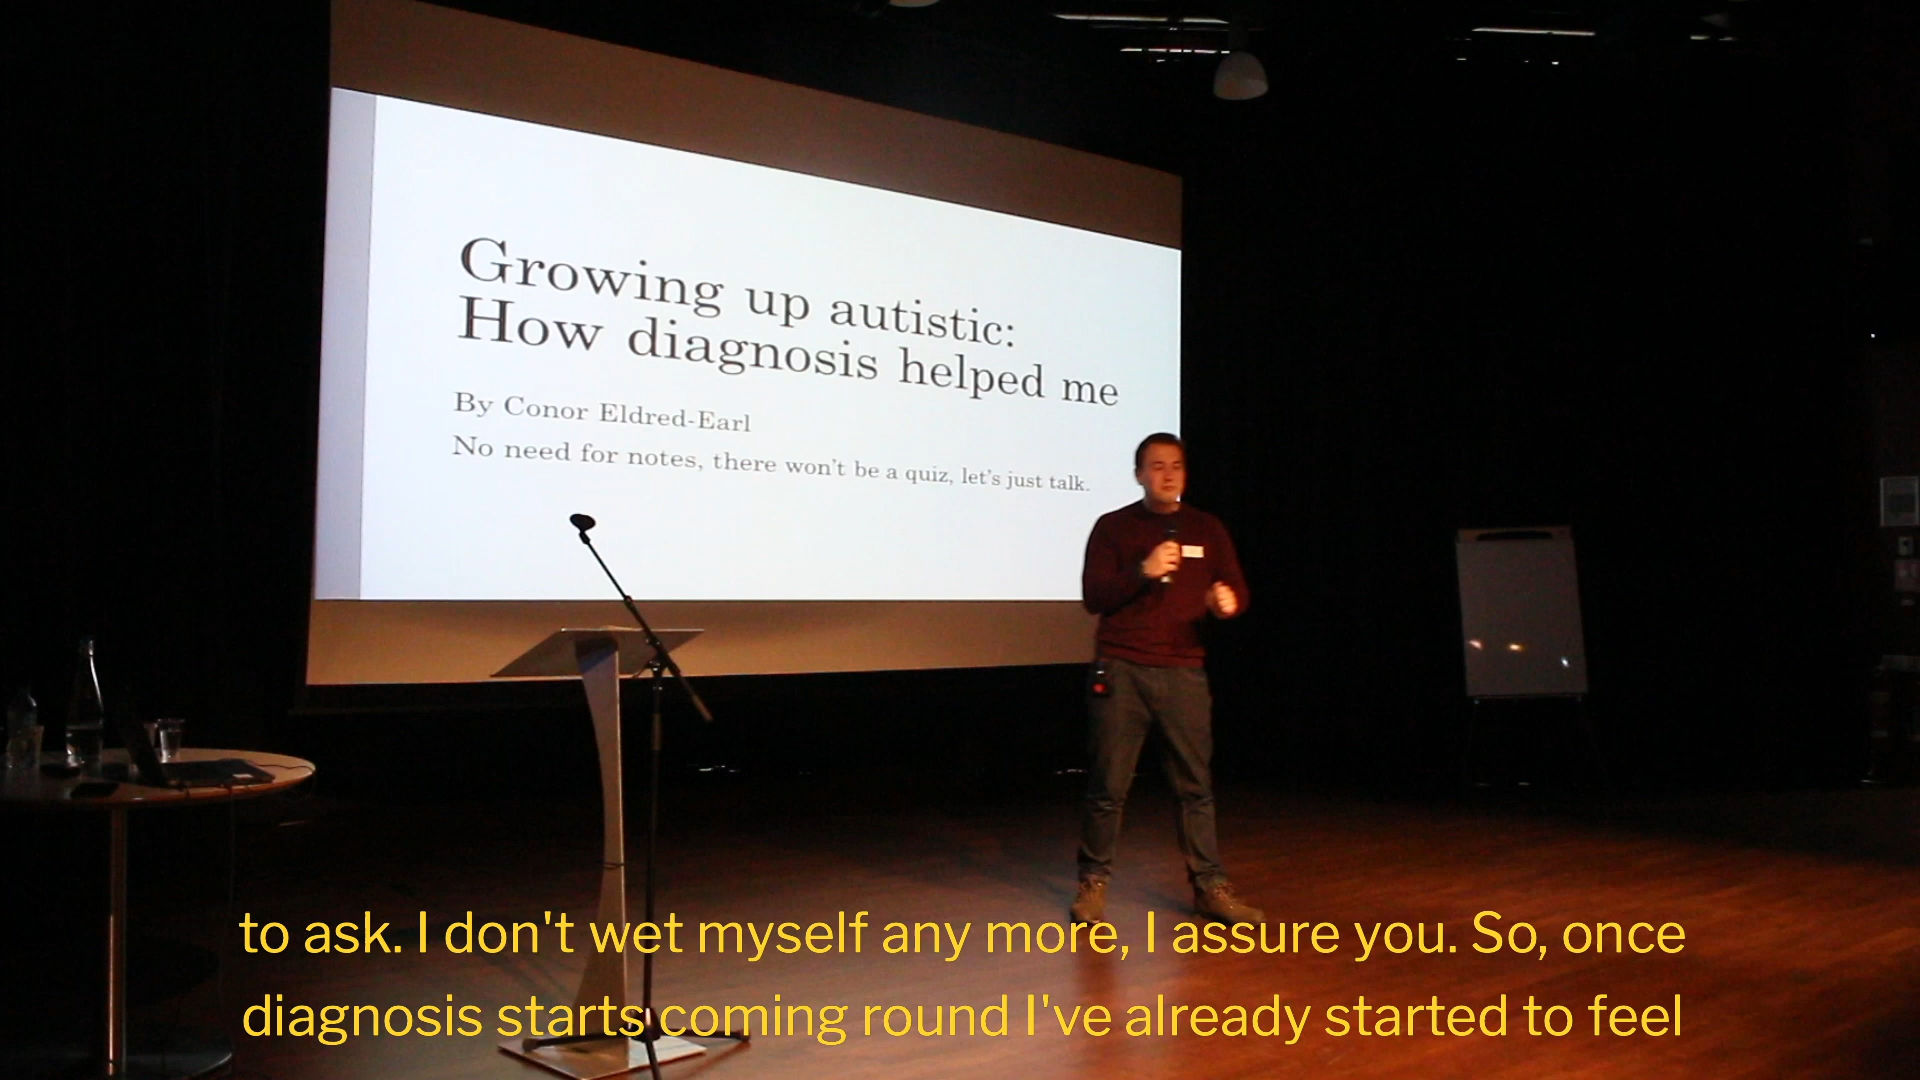 Growing up autistic:
How diagnosis helped me
By Conor Eldred-Earl
No need for notes, there won't be a quiz, let's just talk.
to ask. I don't wet myself any more, I assure you. So, once
diagnosis starts coming round I've already started to feel